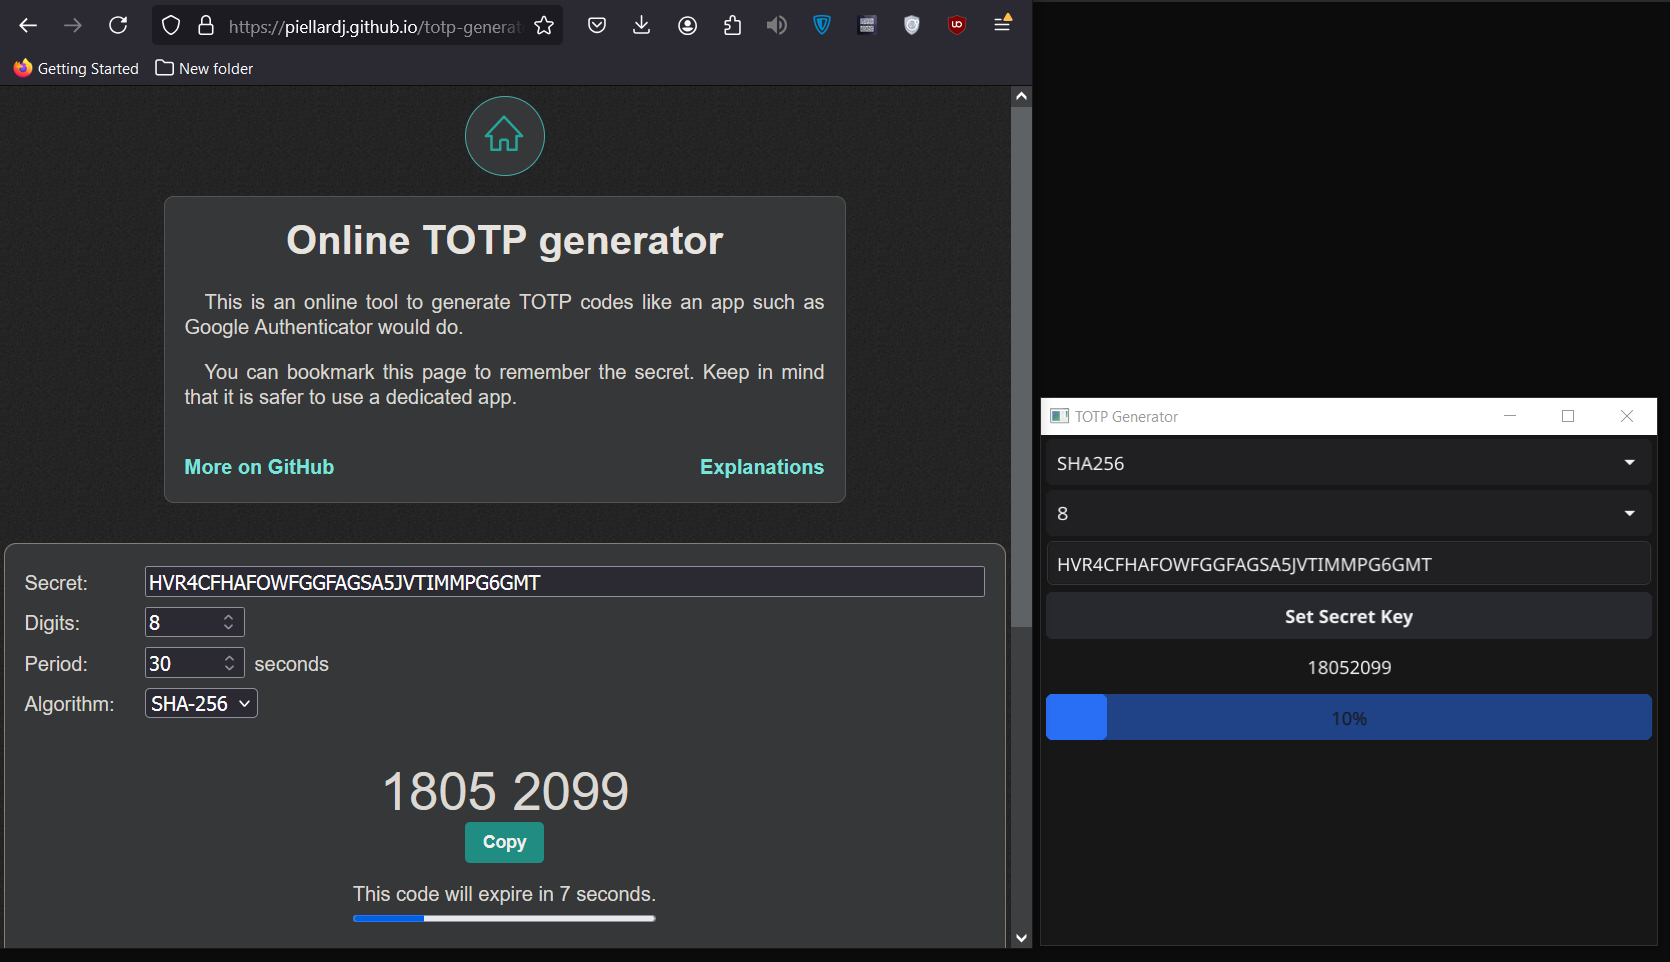 https://piellardj.github.io/totp-generat
Getting Started
New folder
Online TOTP generator
This is an online tool to generate TOTP codes like an app such as
Google Authenticator would do.
You can bookmark this page to remember the secret. Keep in mind
that it is safer to use a dedicated app.
More on GitHub
Explanations
Secret: HVR4CFHAFOWFGGFAGSA5JVTIMMPG6GMT
Digits: 8
Period: 30 seconds
Algorithm: SHA-256
1805 2099
Copy
This code will expire in 7 seconds.
TOTP Generator
SHA256
8
HVR4CFHAFOWFGGFAGSA5JVTIMMPG6GMT
Set Secret Key
18052099
10%